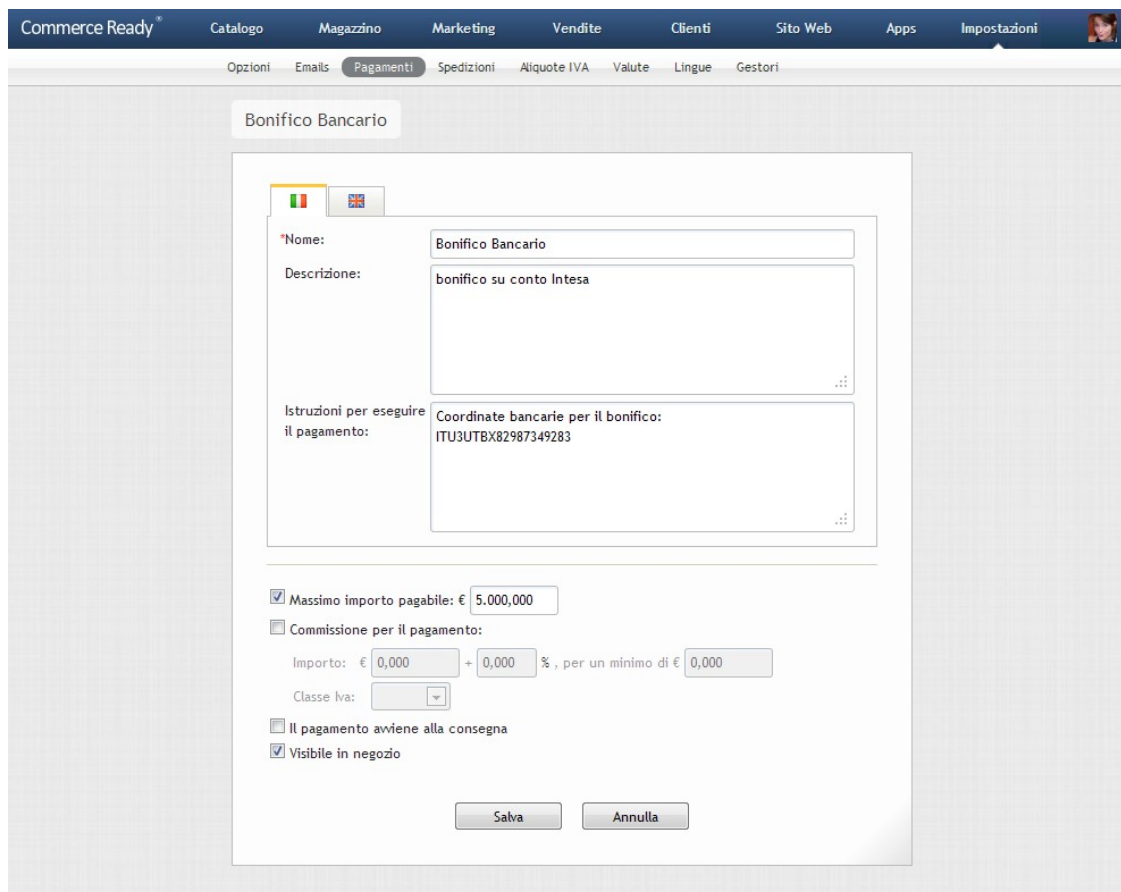 Commerce Ready®
Catalogo Magazzino Marketing Vendite Clienti Sito Web Apps Impostazioni
Opzioni Emails Pagamenti Spedizioni Aliquote IVA Valute Lingue Gestori
Bonifico Bancario
*Nome: Bonifico Bancario
Descrizione: bonifico su conto Intesa
Istruzioni per eseguire Coordinate bancarie per il bonifico:
il pagamento: ITU3UTBX82987349283
Massimo importo pagabile: € 5.000,000
Commissione per il pagamento:
Importo: € 0,000 + 0,000 % , per un minimo di € 0,000
Classe Iva:
Il pagamento avviene alla consegna
Visibile in negozio
Salva Annulla